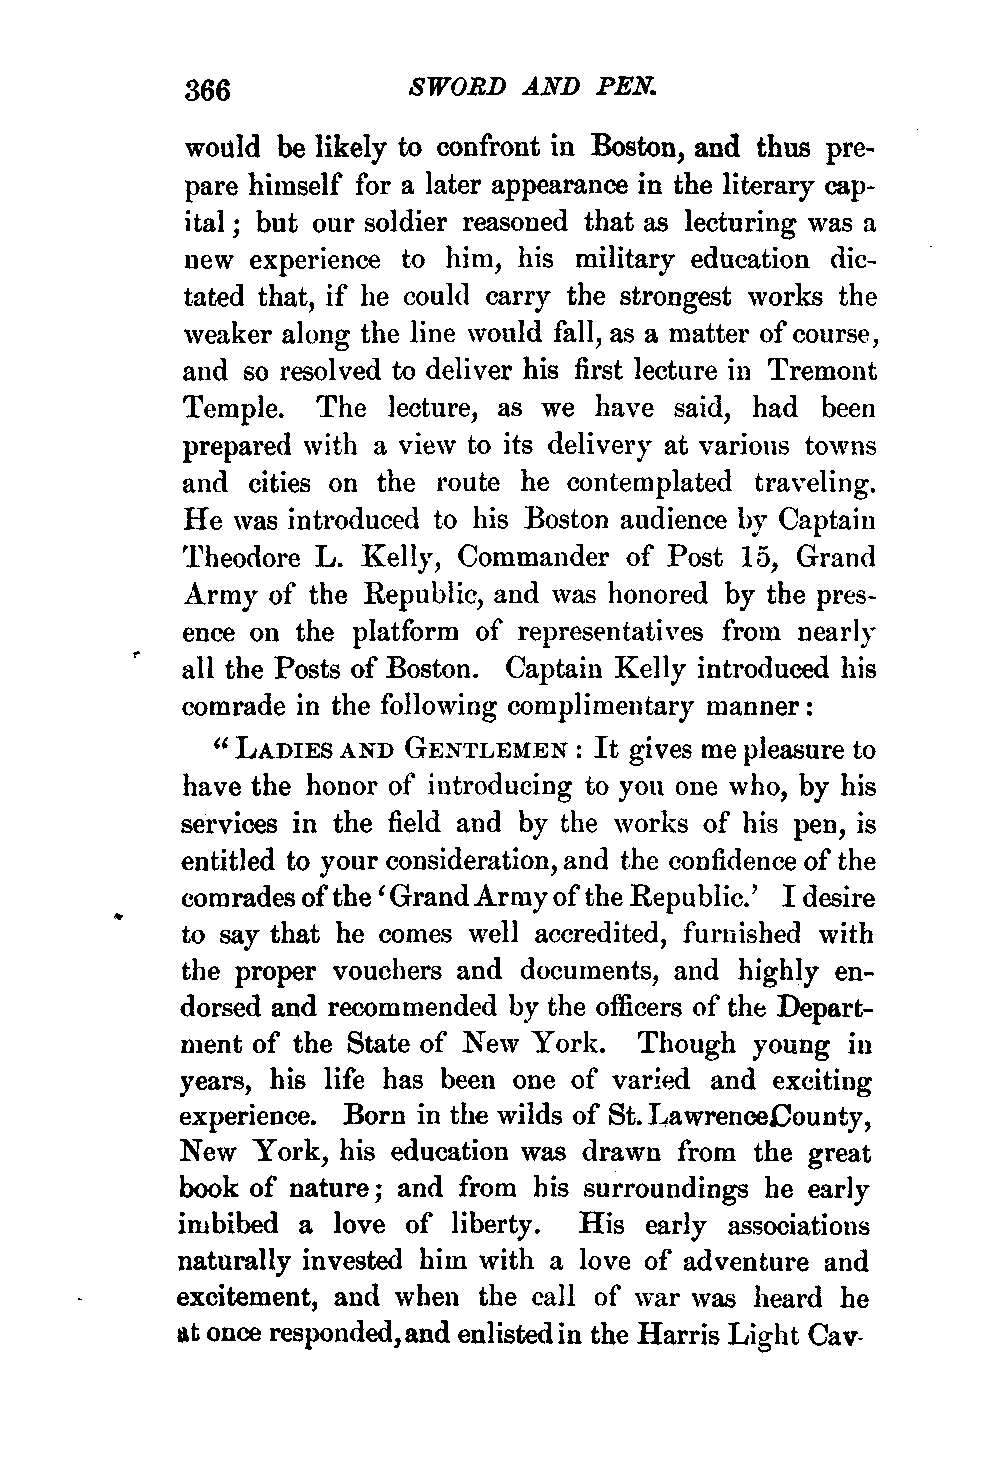 366 SWORD AND PEN.
would be likely to confront in Boston, and thus pre-
pare himself for a later appearance in the literary cap-
ital; but our soldier reasoned that as lecturing was a
new experience to him, his military education dic-
tated that, if he could carry the strongest works the
weaker along the line would fall, as a matter of course,
and so resolved to deliver his first lecture in Tremont
Temple. The lecture, as we have said, had been
prepared with a view to its delivery at various towns
and cities on the route he contemplated traveling.
He was introduced to his Boston audience by Captain
Theodore L. Kelly, Commander of Post 15, Grand
Army of the Republic, and was honored by the pres-
ence on the platform of representatives from nearly
all the Posts of Boston. Captain Kelly introduced his
comrade in the following complimentary manner:
“LADIES AND GENTLEMEN: It gives me pleasure to
have the honor of introducing to you one who, by his
services in the field and by the works of his pen, is
entitled to your consideration, and the confidence of the
comrades of the ‘Grand Army of the Republic.’ I desire
to say that he comes well accredited, furnished with
the proper vouchers and documents, and highly en-
dorsed and recommended by the officers of the Depart-
ment of the State of New York. Though young in
years, his life has been one of varied and exciting
experience. Born in the wilds of St. Lawrence County,
New York, his education was drawn from the great
book of nature; and from his surroundings he early
imbibed a love of liberty. His early associations
naturally invested him with a love of adventure and
excitement, and when the call of war was heard he
at once responded, and enlisted in the Harris Light Cav-